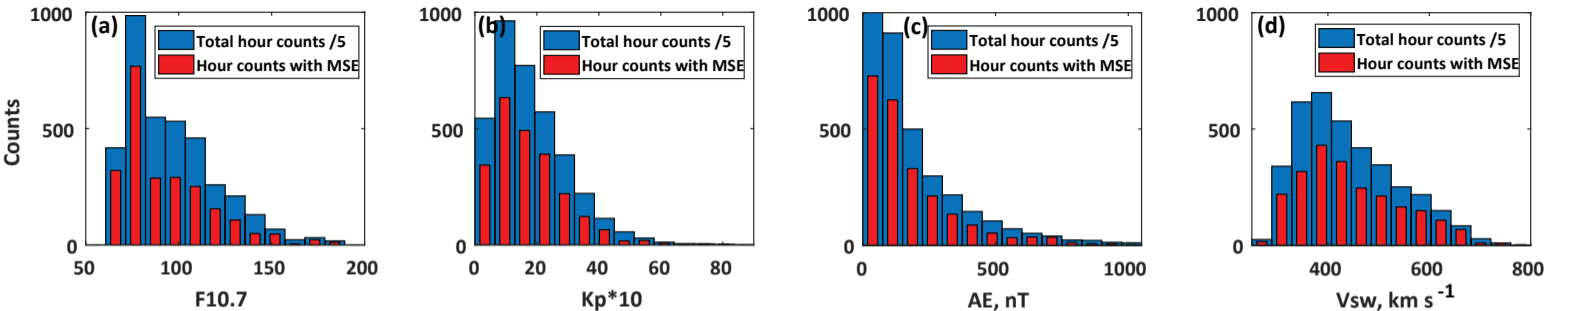 Counts
1000
500
0
(a)
Total hour counts /5
Hour counts with MSE
50 100 150 200
F10.7
1000
500
0
(b)
Total hour counts /5
Hour counts with MSE
0 20 40 60 80
Kp*10
1000
500
0
(c)
Total hour counts /5
Hour counts with MSE
0 500 1000
AE, nT
1000
500
0
(d)
Total hour counts /5
Hour counts with MSE
400 600 800
Vsw, km s -1